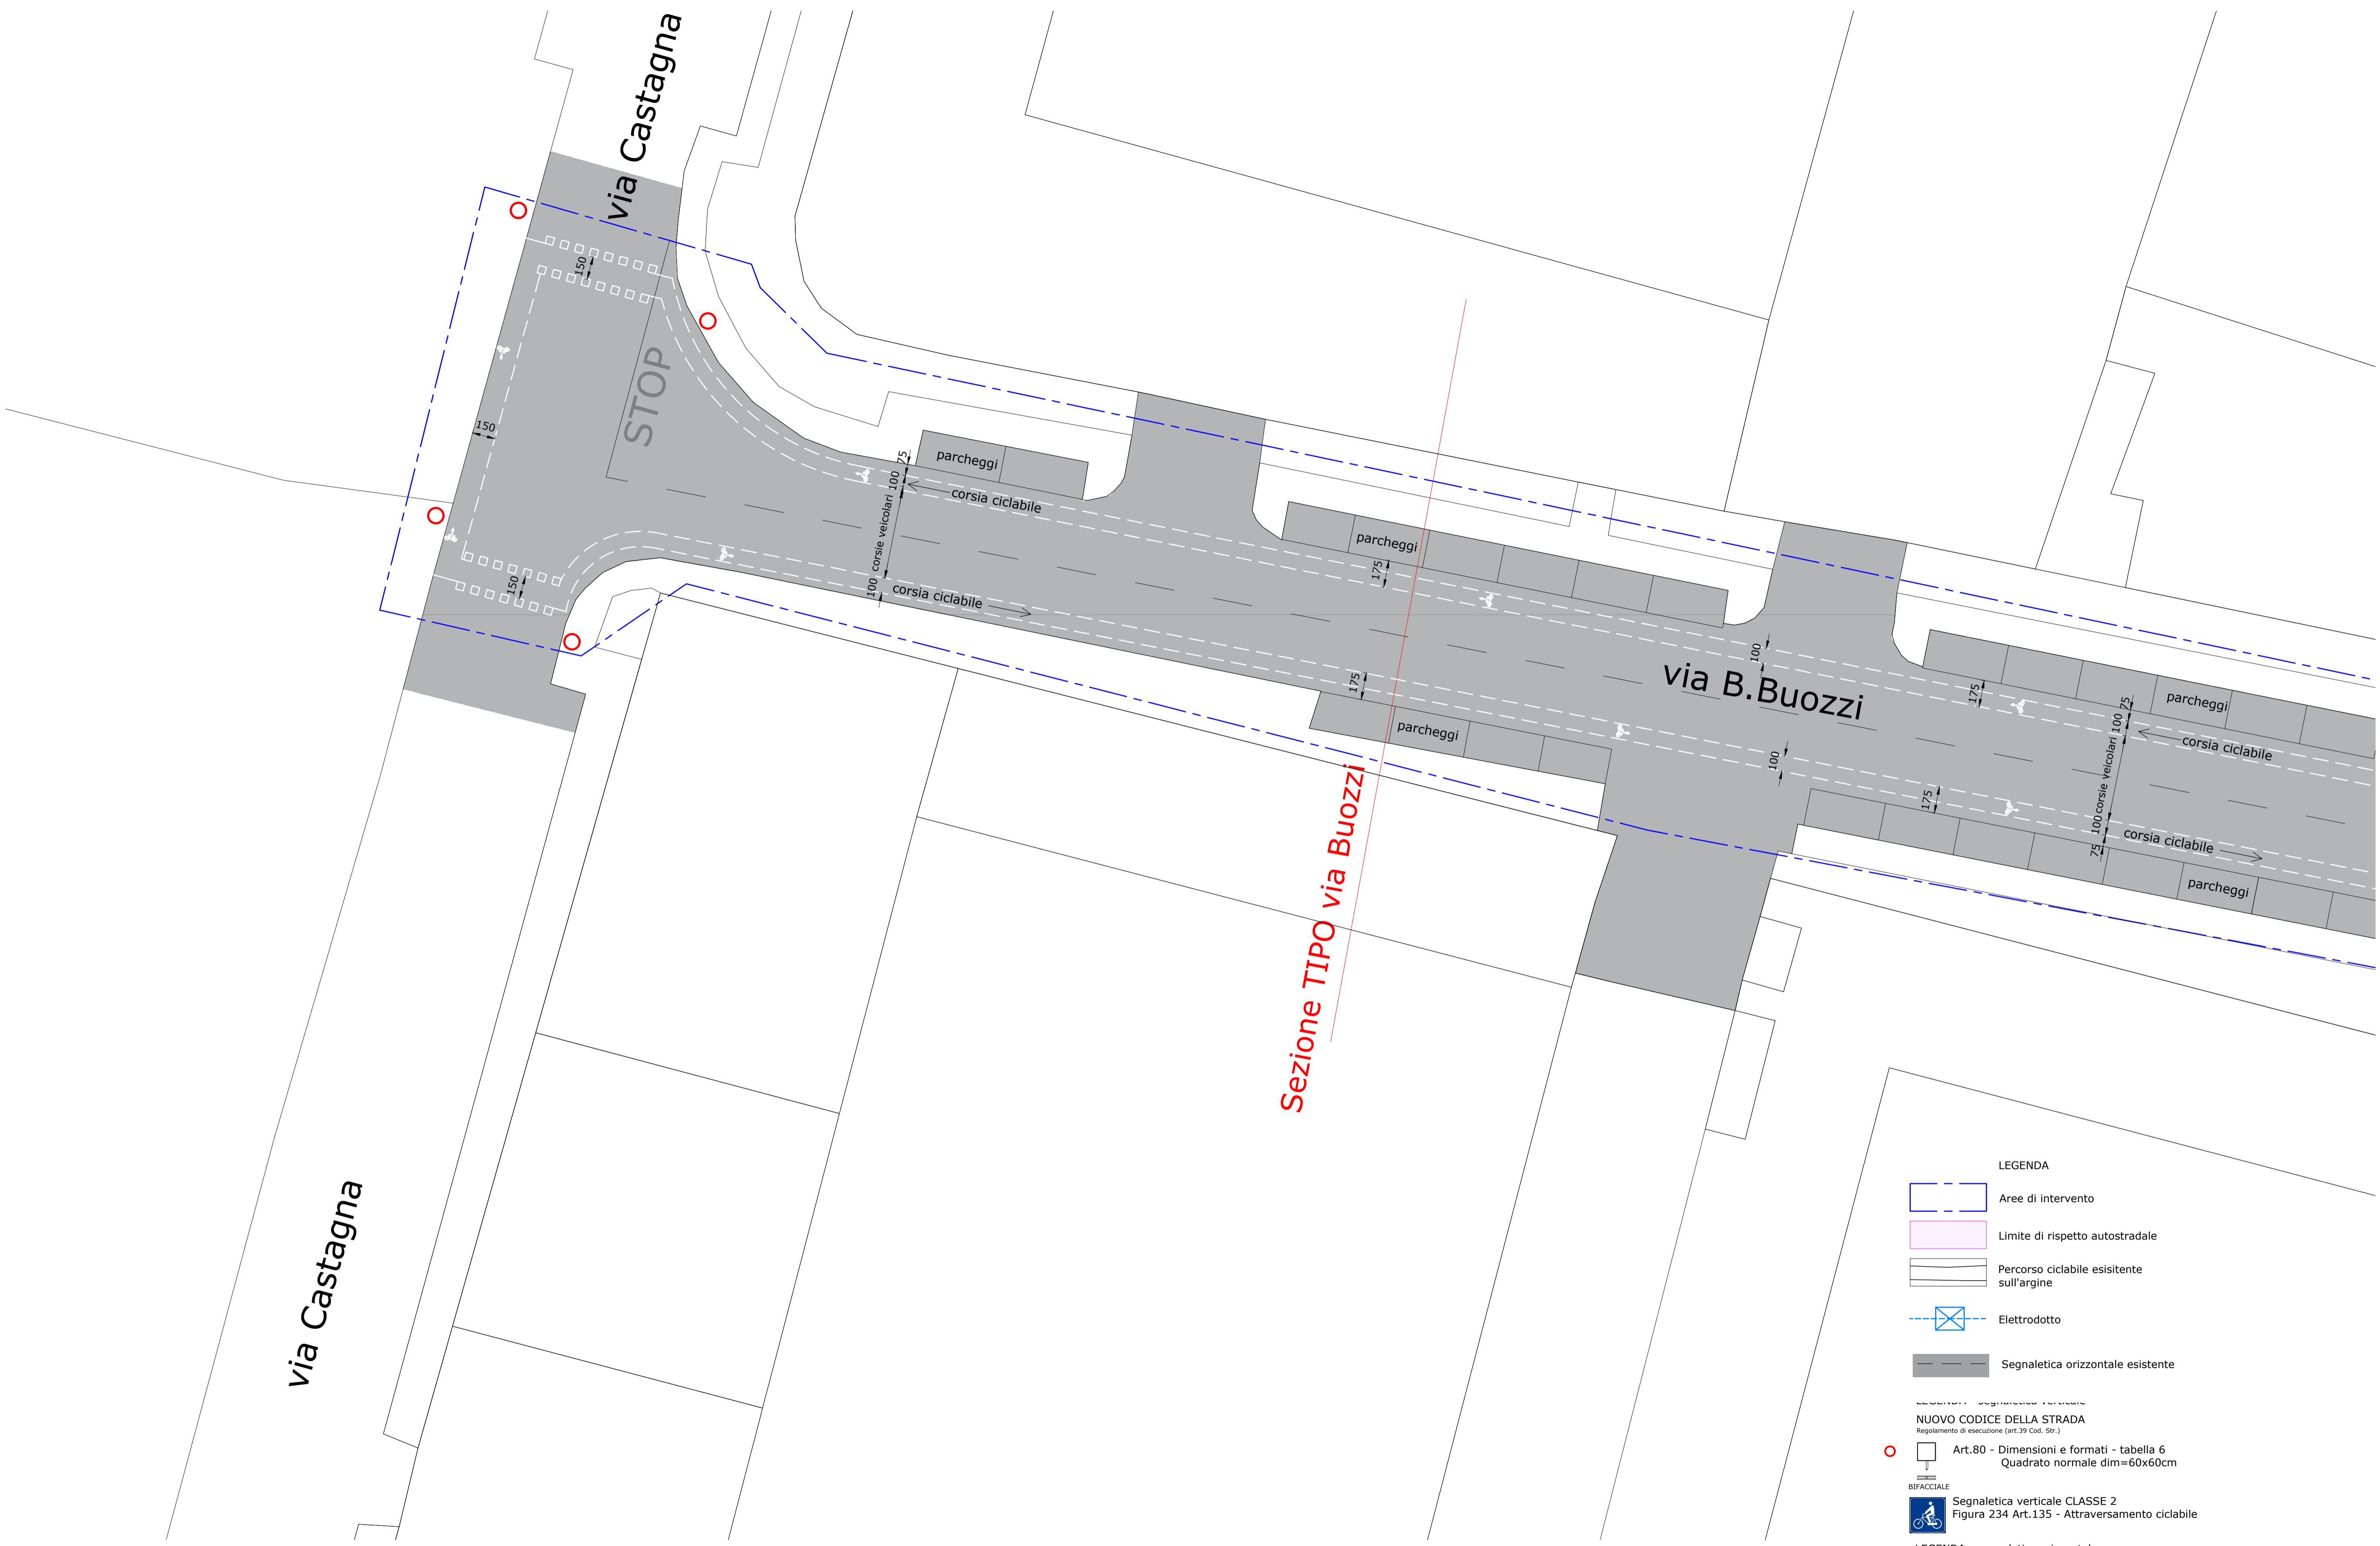 via Castagna
150
STOP
150
150
75
100
corsie veicolari
100
parcheggi
corsia ciclabile
corsia ciclabile
parcheggi
175
175
parcheggi
Sezione TIPO via Buozzi
100
via B.Buozzi
100
175
175
parcheggi
75
100
corsie veicolari
100
75
corsia ciclabile
corsia ciclabile
parcheggi
via Castagna
LEGENDA
Aree di intervento
Limite di rispetto autostradale
Percorso ciclabile esisitente
sull'argine
Elettrodotto
Segnaletica orizzontale esistente
LEGENDA - segnaletica verticale
NUOVO CODICE DELLA STRADA
Regolamento di esecuzione (art.39 Cod. Str.)
Art.80 - Dimensioni e formati - tabella 6
Quadrato normale dim=60x60cm
BIFACCIALE
Segnaletica verticale CLASSE 2
Figura 234 Art.135 - Attraversamento ciclabile